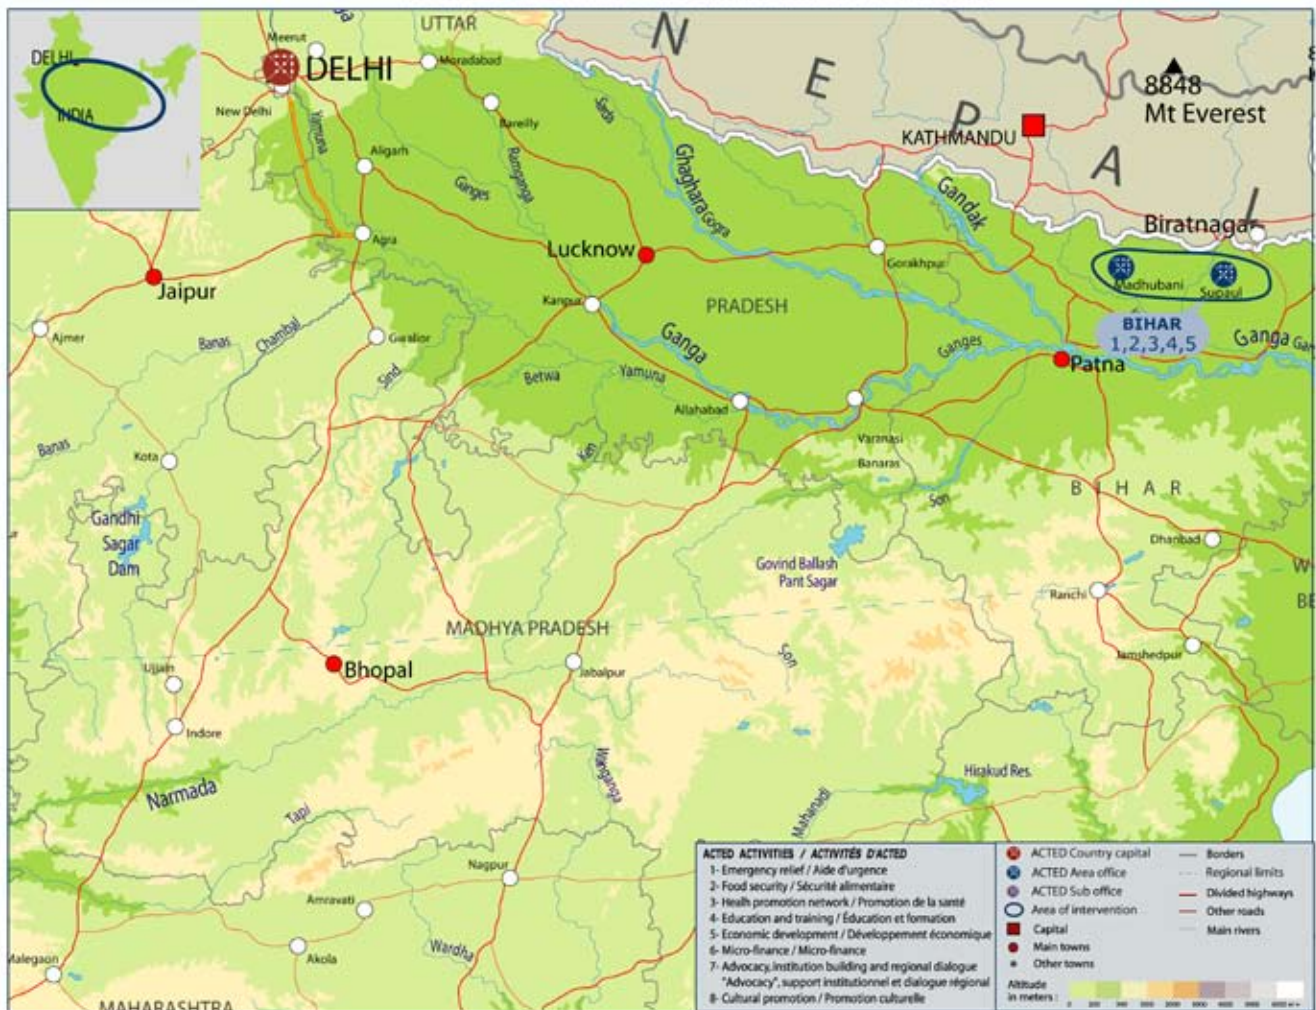 DELHI
INDIA
UTTAR
Meerut
DELHI
Moradabad
New Delhi
Yamuna
Bareilly
Aligarh
Ramganga
Ganges
Agra
N E P A L
8848
Mt Everest
KATHMANDU
Ghaghara
Gogra
Gandak
Biratnagar
Lucknow
Gorakhpur
Madhubani
Supaul
Jaipur
Kanpur
PRADESH
BIHAR
1,2,3,4,5
Ajmer
Banas
Chambal
Gwalior
Ganga
Ganges
Ganga
Patna
Sind
Betwa
Yamuna
Allahabad
Varanasi
Banaras
Banas
Kota
Ken
Son
BIHAR
Gandhi
Sagar
Dam
Govind Ballash
Pant Sagar
Dhanbad
Ranchi
MADHYA PRADESH
Son
Jamshedpur
Bhopal
Jabalpur
Ujjain
Indore
Narmada
Tapi
Wanganga
Hirakud Res.
Mahanadi
Nagpur
Amravati
Akola
Wardha
Malegaon
MAHARASHTRA
ACTED ACTIVITIES / ACTIVITÉS D'ACTED
1- Emergency relief / Aide d'urgence
2- Food security / Sécurité alimentaire
3- Healh promotion network / Promotion de la santé
4- Education and training / Éducation et formation
5- Economic development / Développement économique
6- Micro-finance / Micro-finance
7- Advocacy, institution building and regional dialogue
"Advocacy", support institutionnel et dialogue régional
8- Cultural promotion / Promotion culturelle
ACTED Country capital
ACTED Area office
ACTED Sub office
Area of intervention
Capital
Main towns
Other towns
Borders
Regional limits
Divided highways
Other roads
Main rivers
Altitude
in meters :